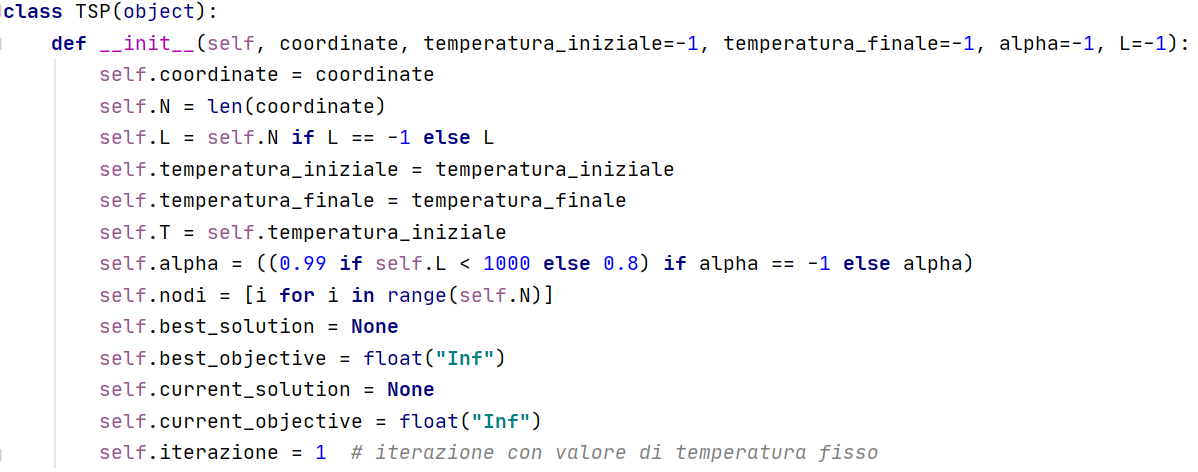 class TSP(object):
    def __init__(self, coordinate, temperatura_iniziale=-1, temperatura_finale=-1, alpha=-1, L=-1):
        self.coordinate = coordinate
        self.N = len(coordinate)
        self.L = self.N if L == -1 else L
        self.temperatura_iniziale = temperatura_iniziale
        self.temperatura_finale = temperatura_finale
        self.T = self.temperatura_iniziale
        self.alpha = ((0.99 if self.L < 1000 else 0.8) if alpha == -1 else alpha)
        self.nodi = [i for i in range(self.N)]
        self.best_solution = None
        self.best_objective = float("Inf")
        self.current_solution = None
        self.current_objective = float("Inf")
        self.iterazione = 1  # iterazione con valore di temperatura fisso